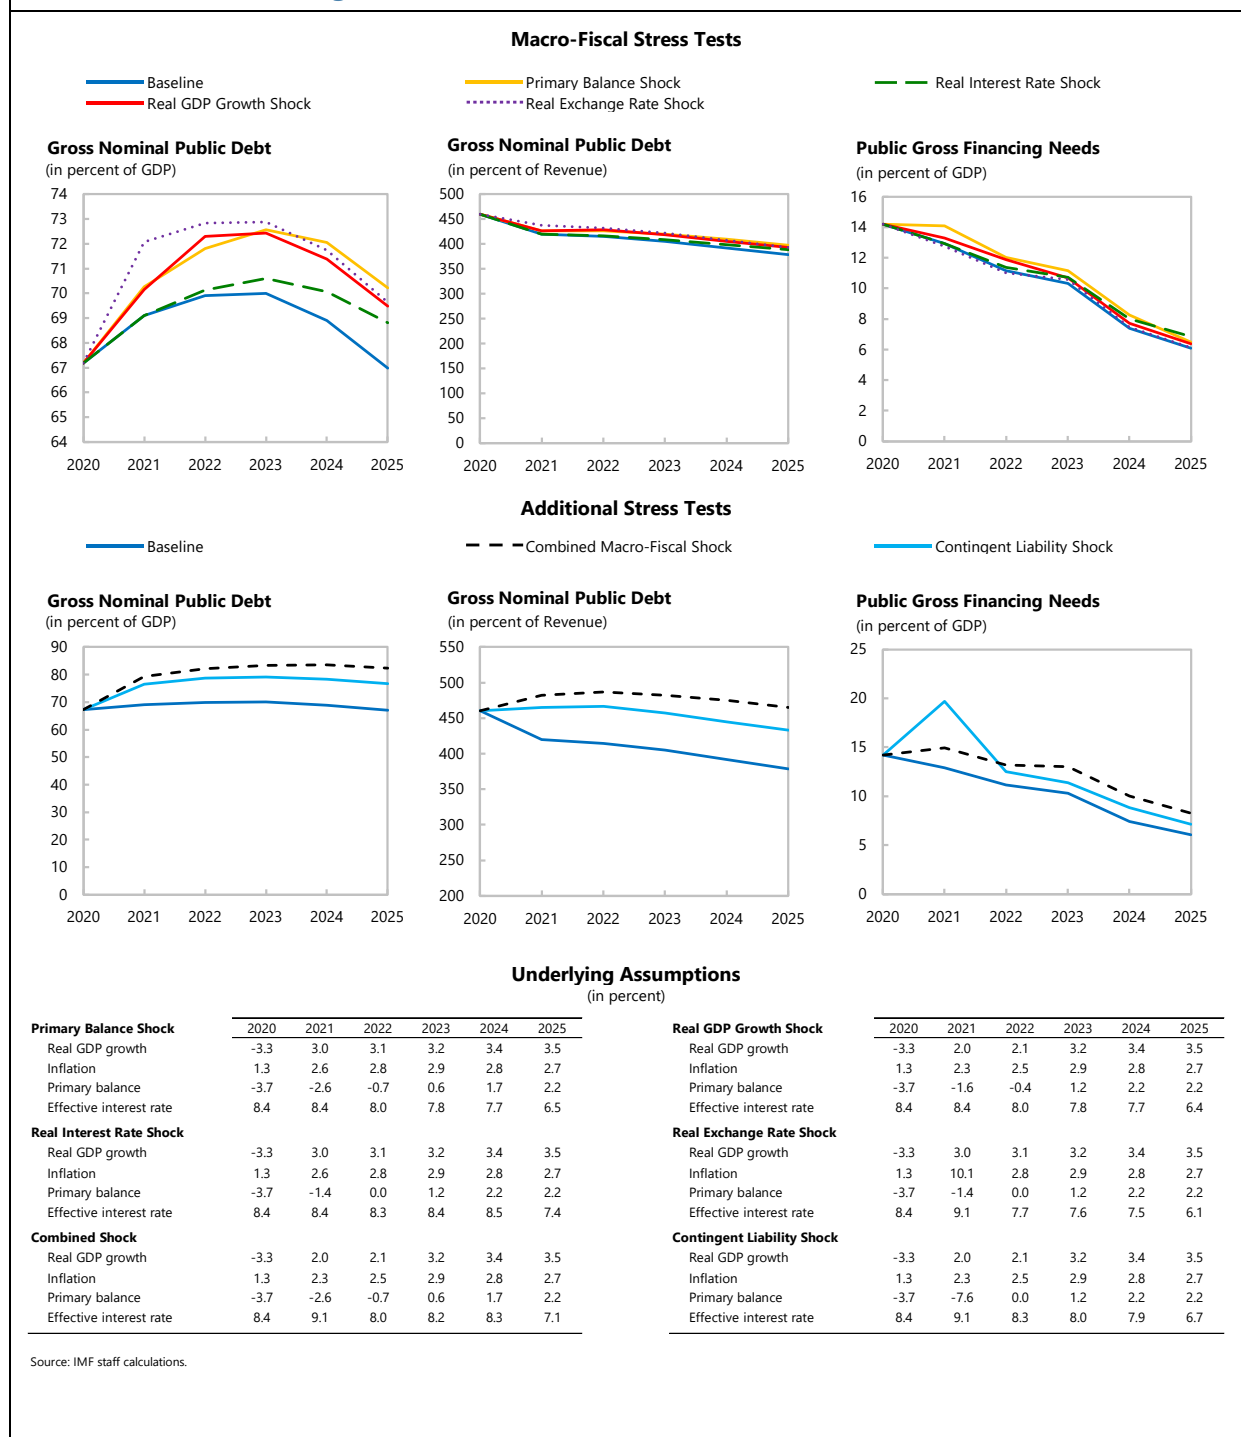 Macro-Fiscal Stress Tests
Baseline
Primary Balance Shock
Real Interest Rate Shock
Real GDP Growth Shock
Real Exchange Rate Shock
Gross Nominal Public Debt
(in percent of GDP)
74
73
72
71
70
69
68
67
66
65
64
2020 2021 2022 2023 2024 2025
Gross Nominal Public Debt
(in percent of Revenue)
500
450
400
350
300
250
200
150
100
50
0
2020 2021 2022 2023 2024 2025
Public Gross Financing Needs
(in percent of GDP)
16
14
12
10
8
6
4
2
0
2020 2021 2022 2023 2024 2025
Additional Stress Tests
Baseline
Combined Macro-Fiscal Shock
Contingent Liability Shock
Gross Nominal Public Debt
(in percent of GDP)
90
80
70
60
50
40
30
20
10
0
2020 2021 2022 2023 2024 2025
Gross Nominal Public Debt
(in percent of Revenue)
550
500
450
400
350
300
250
200
2020 2021 2022 2023 2024 2025
Public Gross Financing Needs
(in percent of GDP)
25
20
15
10
5
0
2020 2021 2022 2023 2024 2025
Underlying Assumptions
(in percent)
Primary Balance Shock 2020 2021 2022 2023 2024 2025
Real GDP growth -3.3 3.0 3.1 3.2 3.4 3.5
Inflation 1.3 2.6 2.8 2.9 2.8 2.7
Primary balance -3.7 -2.6 -0.7 0.6 1.7 2.2
Effective interest rate 8.4 8.4 8.0 7.8 7.7 6.5
Real Interest Rate Shock
Real GDP growth -3.3 3.0 3.1 3.2 3.4 3.5
Inflation 1.3 2.6 2.8 2.9 2.8 2.7
Primary balance -3.7 -1.4 0.0 1.2 2.2 2.2
Effective interest rate 8.4 8.4 8.3 8.4 8.5 7.4
Combined Shock
Real GDP growth -3.3 2.0 2.1 3.2 3.4 3.5
Inflation 1.3 2.3 2.5 2.9 2.8 2.7
Primary balance -3.7 -2.6 -0.7 0.6 1.7 2.2
Effective interest rate 8.4 9.1 8.0 8.2 8.3 7.1
Real GDP Growth Shock 2020 2021 2022 2023 2024 2025
Real GDP growth -3.3 2.0 2.1 3.2 3.4 3.5
Inflation 1.3 2.3 2.5 2.9 2.8 2.7
Primary balance -3.7 -1.6 -0.4 1.2 2.2 2.2
Effective interest rate 8.4 8.4 8.0 7.8 7.7 6.4
Real Exchange Rate Shock
Real GDP growth -3.3 3.0 3.1 3.2 3.4 3.5
Inflation 1.3 10.1 2.8 2.9 2.8 2.7
Primary balance -3.7 -1.4 0.0 1.2 2.2 2.2
Effective interest rate 8.4 9.1 7.7 7.6 7.5 6.1
Contingent Liability Shock
Real GDP growth -3.3 2.0 2.1 3.2 3.4 3.5
Inflation 1.3 2.3 2.5 2.9 2.8 2.7
Primary balance -3.7 -7.6 0.0 1.2 2.2 2.2
Effective interest rate 8.4 9.1 8.3 8.0 7.9 6.7
Source: IMF staff calculations.